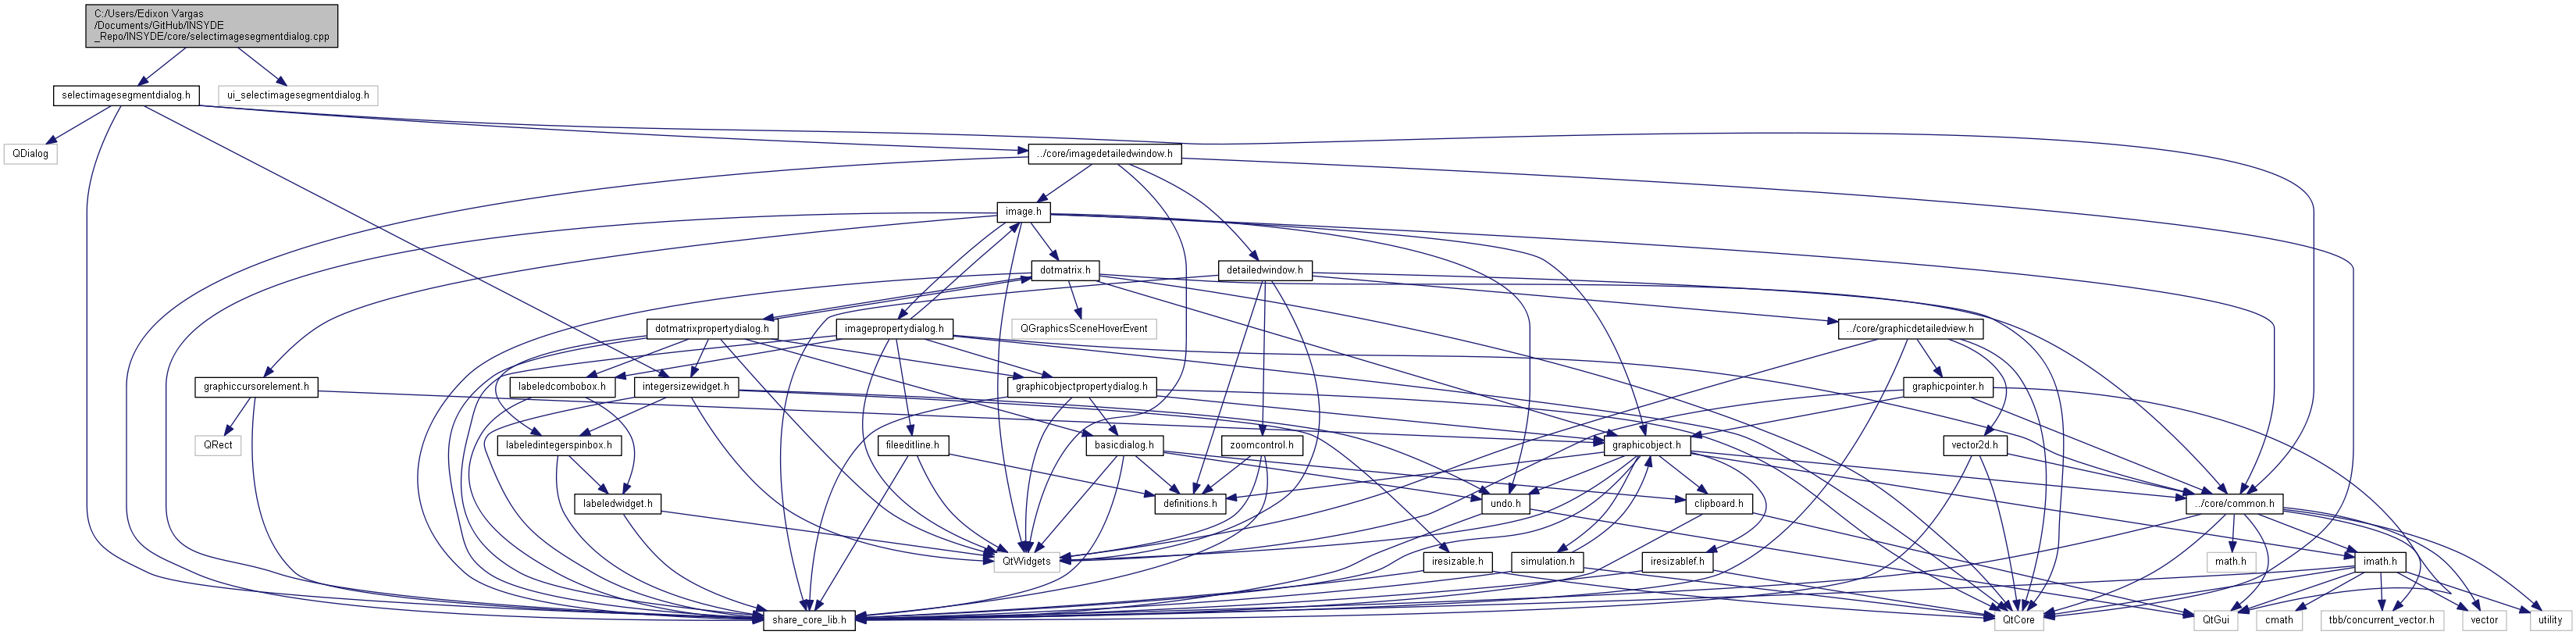 C:/Users/Edixon Vargas
/Documents/GitHub/INSYDE
_Repo/INSYDE/core/selectimagesegmentdialog.cpp
selectimagesegmentdialog.h
ui_selectimagesegmentdialog.h
QDialog
../core/imagedetailedwindow.h
image.h
dotmatrix.h
detailedwindow.h
dotmatrixpropertydialog.h
imagepropertydialog.h
QGraphicsSceneHoverEvent
../core/graphicdetailedview.h
graphiccursorelement.h
labeledcombobox.h
integersizewidget.h
graphicobjectpropertydialog.h
graphicpointer.h
QRect
labeledintegerspinbox.h
fileeditline.h
basicdialog.h
zoomcontrol.h
graphicobject.h
vector2d.h
labeledwidget.h
definitions.h
undo.h
clipboard.h
../core/common.h
QtWidgets
iresizable.h
simulation.h
iresizablef.h
math.h
imath.h
share_core_lib.h
QtCore
QtGui
cmath
tbb/concurrent_vector.h
vector
utility